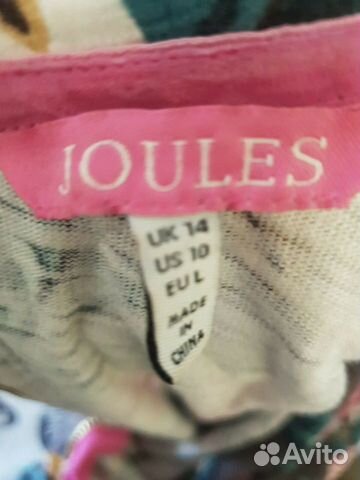 JOULES
UK 14
US 10
EU L
MADE
IN
CHINA
Avito